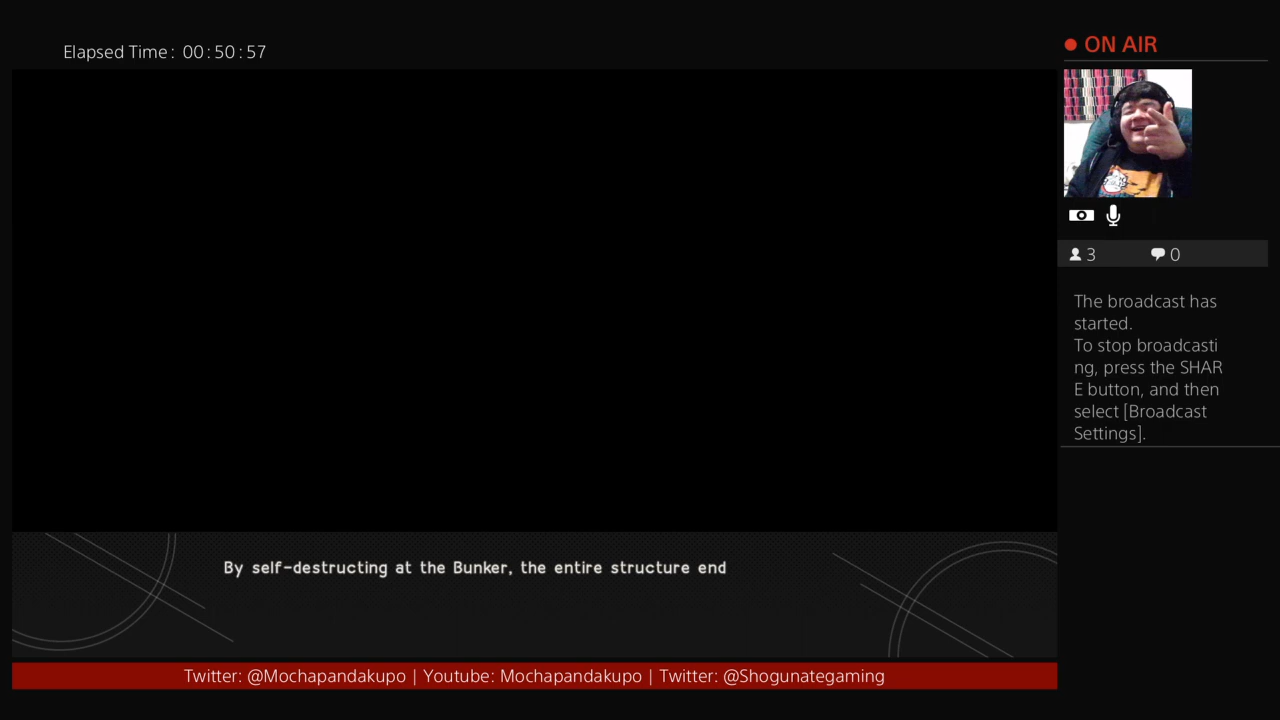 Elapsed Time: 00:50:57
ON AIR
3
0
The broadcast has
started.
To stop broadcasti
ng, press the SHAR
E button, and then
select [Broadcast
Settings].
By self-destructing at the Bunker, the entire structure end
Twitter: @Mochapandakupo | Youtube: Mochapandakupo | Twitter: @Shogunategaming